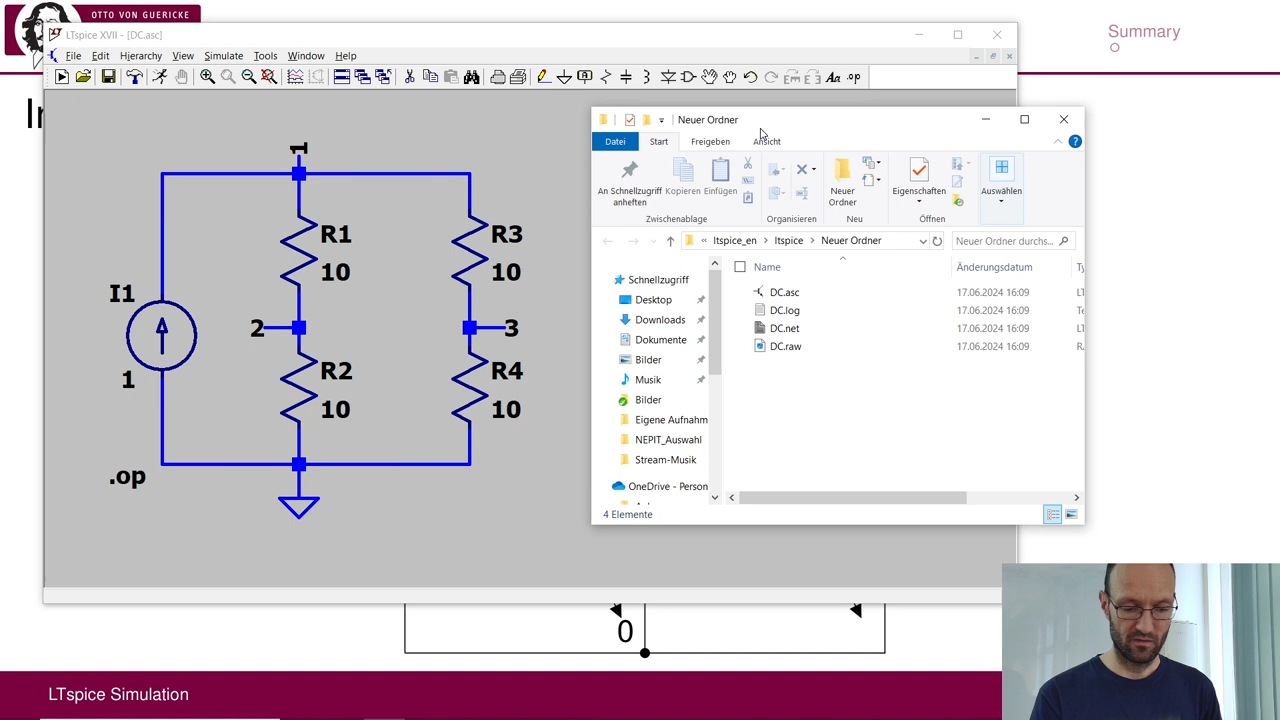 OTTO VON GUERICKE
Summary
LTspice XVII - [DC.asc]
File Edit Hierarchy View Simulate Tools Window Help
Aa .op
Neuer Ordner
Datei Start Freigeben Ansicht
An Schnellzugriff anheften
Kopieren
Einfügen
Neuer Ordner
Eigenschaften
Auswählen
Zwischenablage Organisieren Neu Öffnen
« ltspice_en > ltspice > Neuer Ordner
Neuer Ordner durchs...
Name Änderungsdatum
Schnellzugriff
Desktop
Downloads
Dokumente
Bilder
Musik
Bilder
Eigene Aufnahm
NEPIT_Auswahl
Stream-Musik
OneDrive - Person
DC.asc 17.06.2024 16:09
DC.log 17.06.2024 16:09
DC.net 17.06.2024 16:09
DC.raw 17.06.2024 16:09
4 Elemente
1
R1
10
R3
10
I1
1
2
3
R2
10
R4
10
.op
0
LTspice Simulation